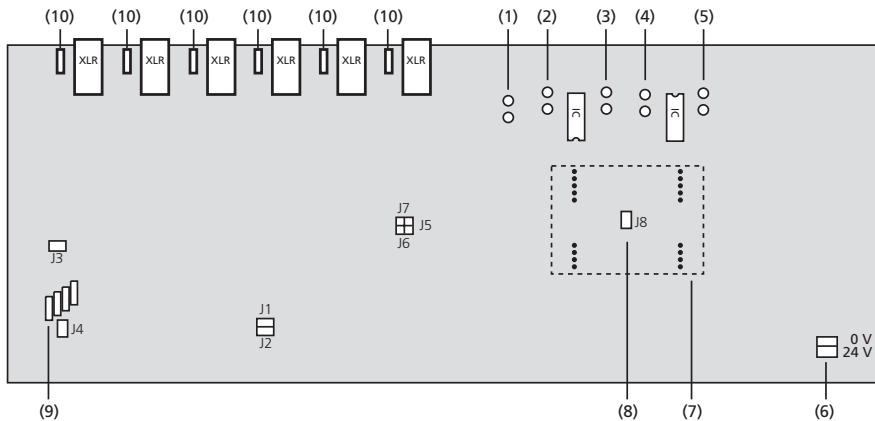 (10) (10) (10) (10) (10) (10) (1) (2) (3) (4) (5)
XLR XLR XLR XLR XLR XLR
IC IC
J7
J5
J6
J8
J3
J4
J1
J2
0 V
24 V
(9) (8) (7) (6)